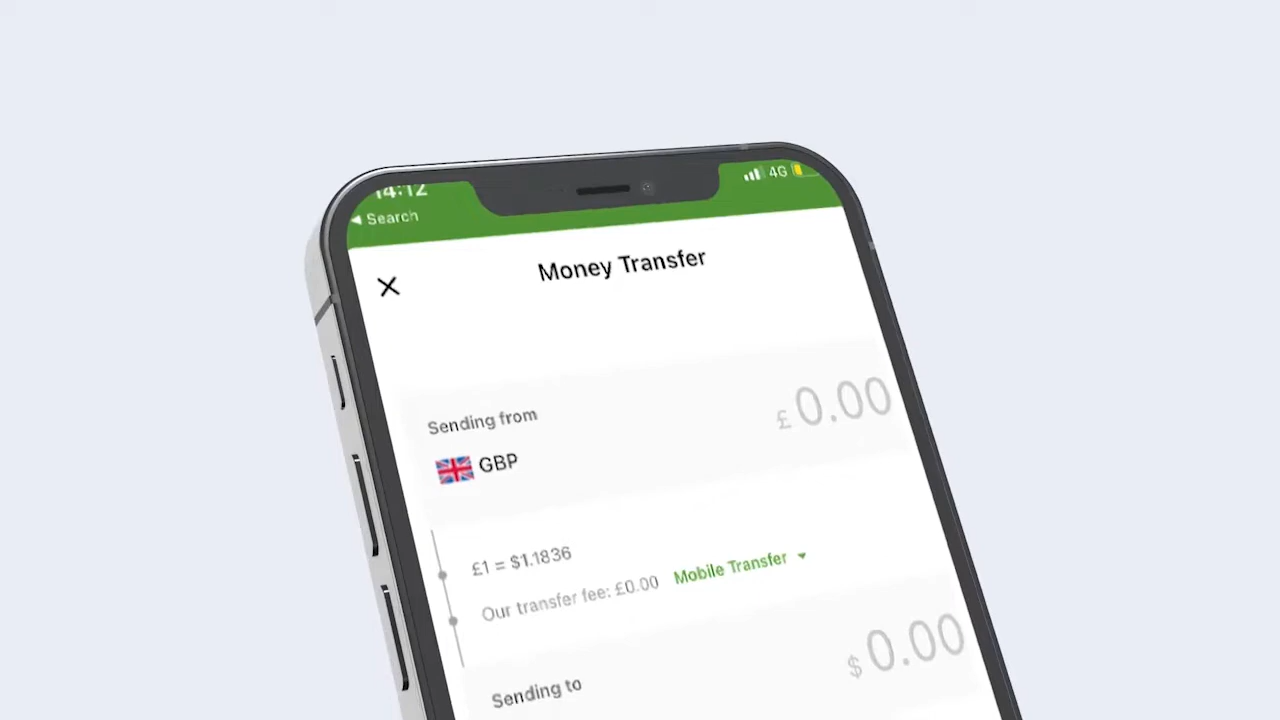 14:12
4G
◀ Search
Money Transfer
Sending from
£ 0.00
GBP
£1 = $1.1836
Our transfer fee: £0.00 Mobile Transfer
Sending to
$ 0.00